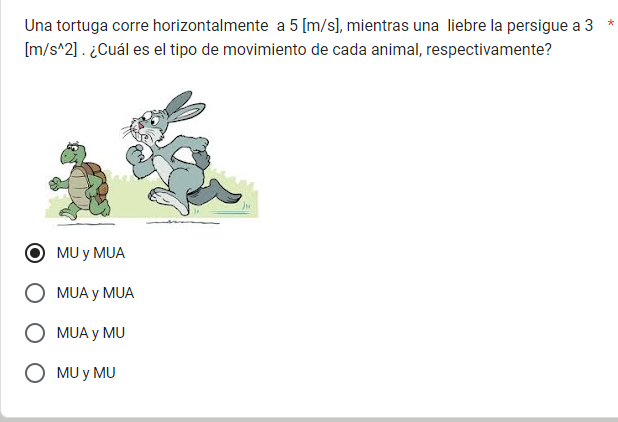 Una tortuga corre horizontalmente a 5 [m/s], mientras una liebre la persigue a 3 *
[m/s^2] . ¿Cuál es el tipo de movimiento de cada animal, respectivamente?
MU y MUA
MUA y MUA
MUA y MU
MU y MU